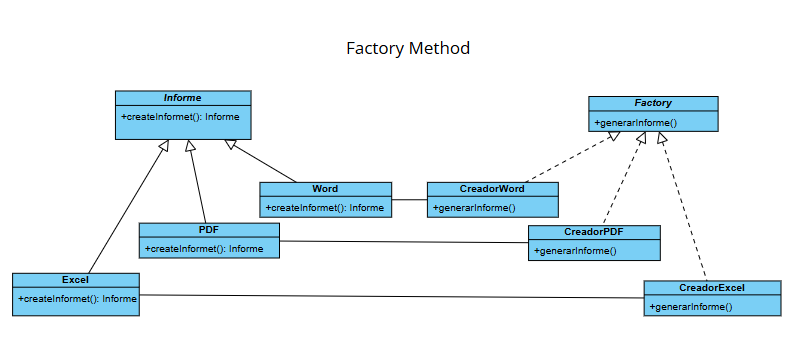 Factory Method
Informe
+createInformet(): Informe
Factory
+generarInforme()
Word
+createInformet(): Informe
CreadorWord
+generarInforme()
PDF
+createInformet(): Informe
CreadorPDF
+generarInforme()
Excel
+createInformet(): Informe
CreadorExcel
+generarInforme()